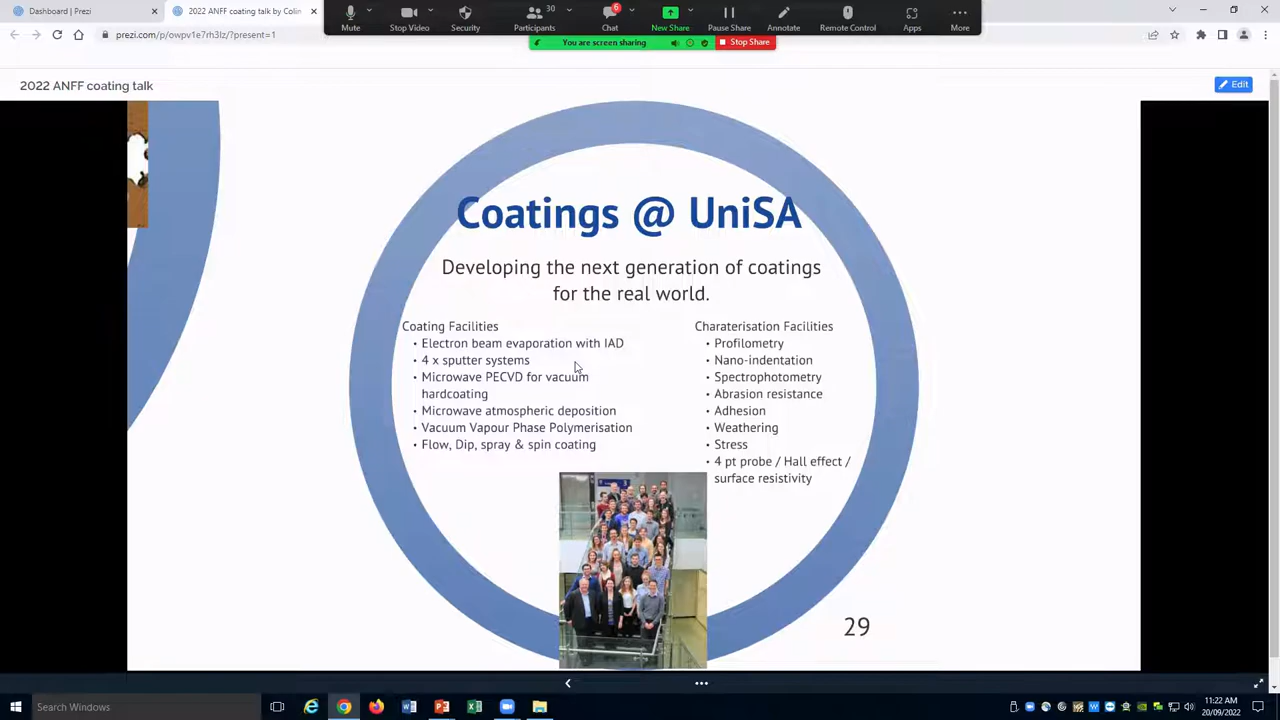 Dashboard | Prezi
2022 ANFF coating talk by Colin
Mute
Stop Video
Security
30
Participants
6
Chat
New Share
Pause Share
Annotate
Remote Control
Apps
More
You are screen sharing
Stop Share
2022 ANFF coating talk
Edit
Coatings @ UniSA
Developing the next generation of coatings
for the real world.
Coating Facilities
• Electron beam evaporation with IAD
• 4 x sputter systems
• Microwave PECVD for vacuum
hardcoating
• Microwave atmospheric deposition
• Vacuum Vapour Phase Polymerisation
• Flow, Dip, spray & spin coating
Charaterisation Facilities
• Profilometry
• Nano-indentation
• Spectrophotometry
• Abrasion resistance
• Adhesion
• Weathering
• Stress
• 4 pt probe / Hall effect /
surface resistivity
29
Search Windows
11:22 AM
20/09/2022